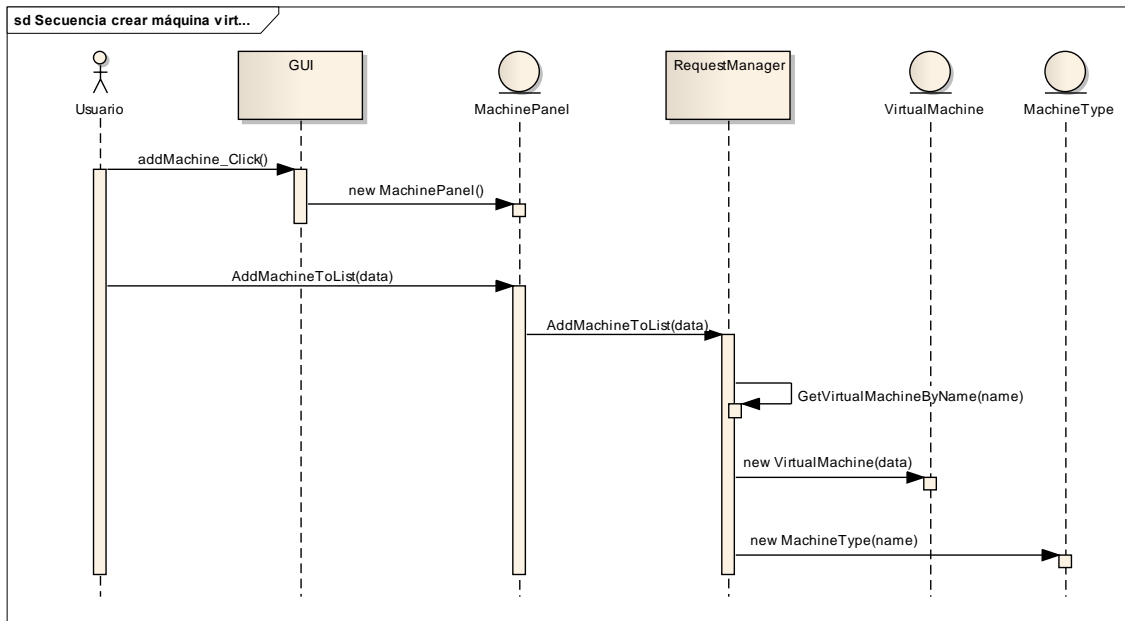 sd Secuencia crear máquina virt...
Usuario
GUI
MachinePanel
RequestManager
VirtualMachine
MachineType
addMachine_Click()
new MachinePanel()
AddMachineToList(data)
AddMachineToList(data)
GetVirtualMachineByName(name)
new VirtualMachine(data)
new MachineType(name)